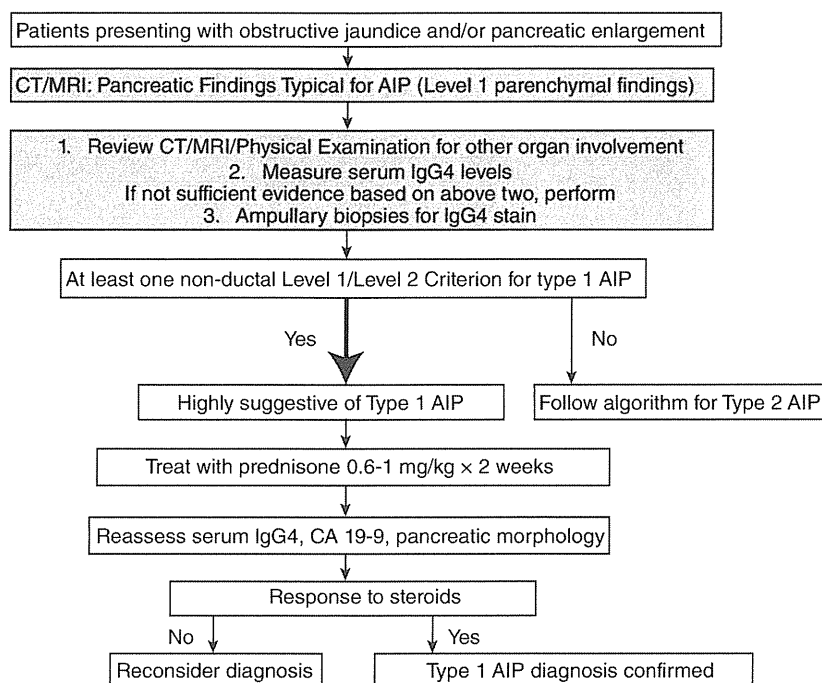 Patients presenting with obstructive jaundice and/or pancreatic enlargement
CT/MRI: Pancreatic Findings Typical for AIP (Level 1 parenchymal findings)
1. Review CT/MRI/Physical Examination for other organ involvement
2. Measure serum IgG4 levels
If not sufficient evidence based on above two, perform
3. Ampullary biopsies for IgG4 stain
At least one non-ductal Level 1/Level 2 Criterion for type 1 AIP
Yes
No
Highly suggestive of Type 1 AIP
Follow algorithm for Type 2 AIP
Treat with prednisone 0.6-1 mg/kg × 2 weeks
Reassess serum IgG4, CA 19-9, pancreatic morphology
Response to steroids
No
Yes
Reconsider diagnosis
Type 1 AIP diagnosis confirmed